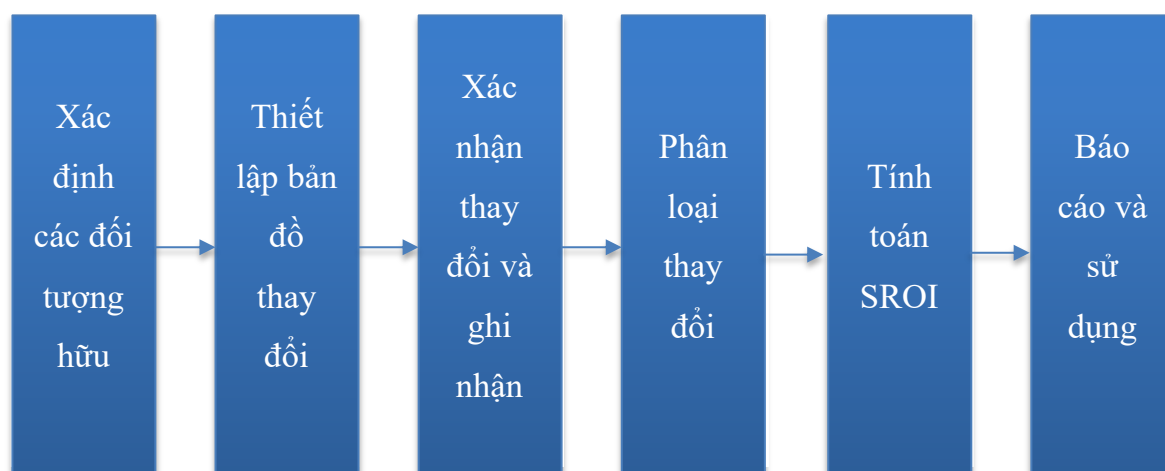 Xác
định
các đối
tượng
hữu
Thiết
lập bản
đồ
thay
đổi
Xác
nhận
thay
đổi và
ghi
nhận
Phân
loại
thay
đổi
Tính
toán
SROI
Báo
cáo và
sử
dụng